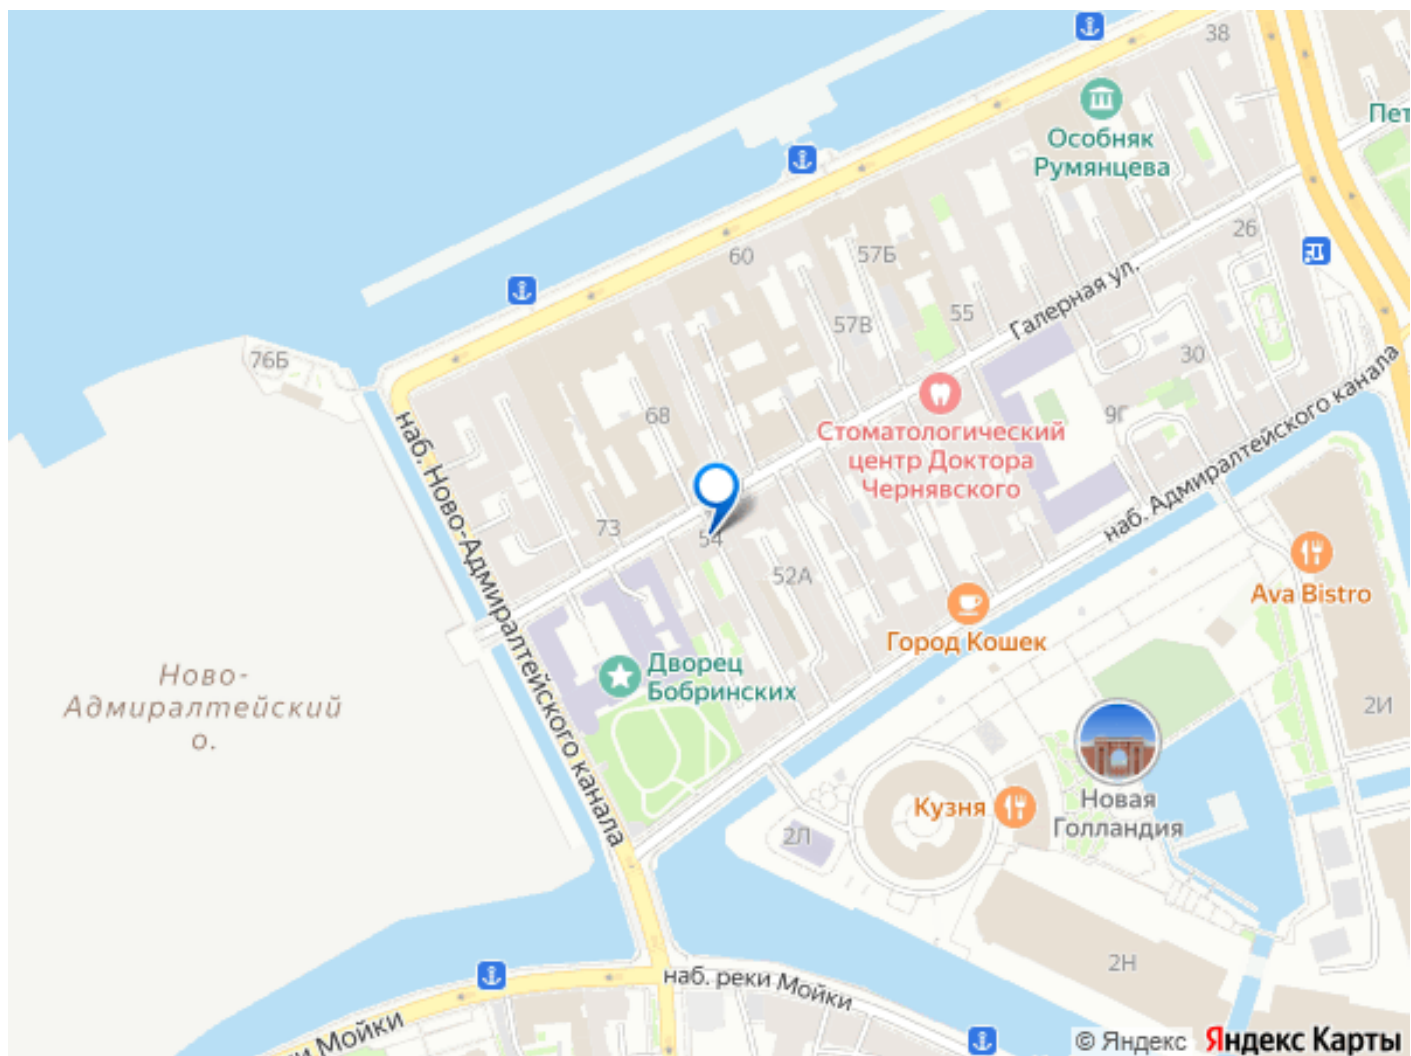 38
Пет
Особняк
Румянцева
26
60
57Б
Галерная ул.
55
57В
76Б
30
68
9Г
Стоматологический
центр Доктора
Чернявского
наб. Адмиралтейского канала
наб. Ново-Адмиралтейского канала
73
54
52А
Ava Bistro
Город Кошек
Дворец
Бобринских
Ново-
Адмиралтейский
о.
2И
Новая
Голландия
Кузня
2Л
2Н
наб. реки Мойки
и Мойки
© Яндекс
Яндекс Карты